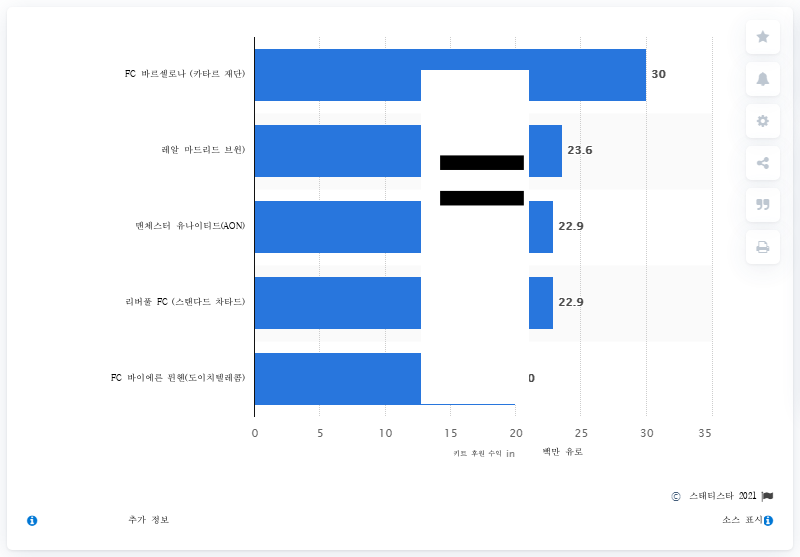 FC 바르셀로나 (카타르 재단)
30
레알 마드리드 브윈)
23.6
맨체스터 유나이티드(AON)
22.9
리버풀 FC (스탠다드 차타드)
22.9
FC 바이에른 뮌헨(도이치텔레콤)
0
0 5 10 15 20 25 30 35
키트 후원 수익 in 백만 유로
© 스태티스타 2021
추가 정보
소스 표시